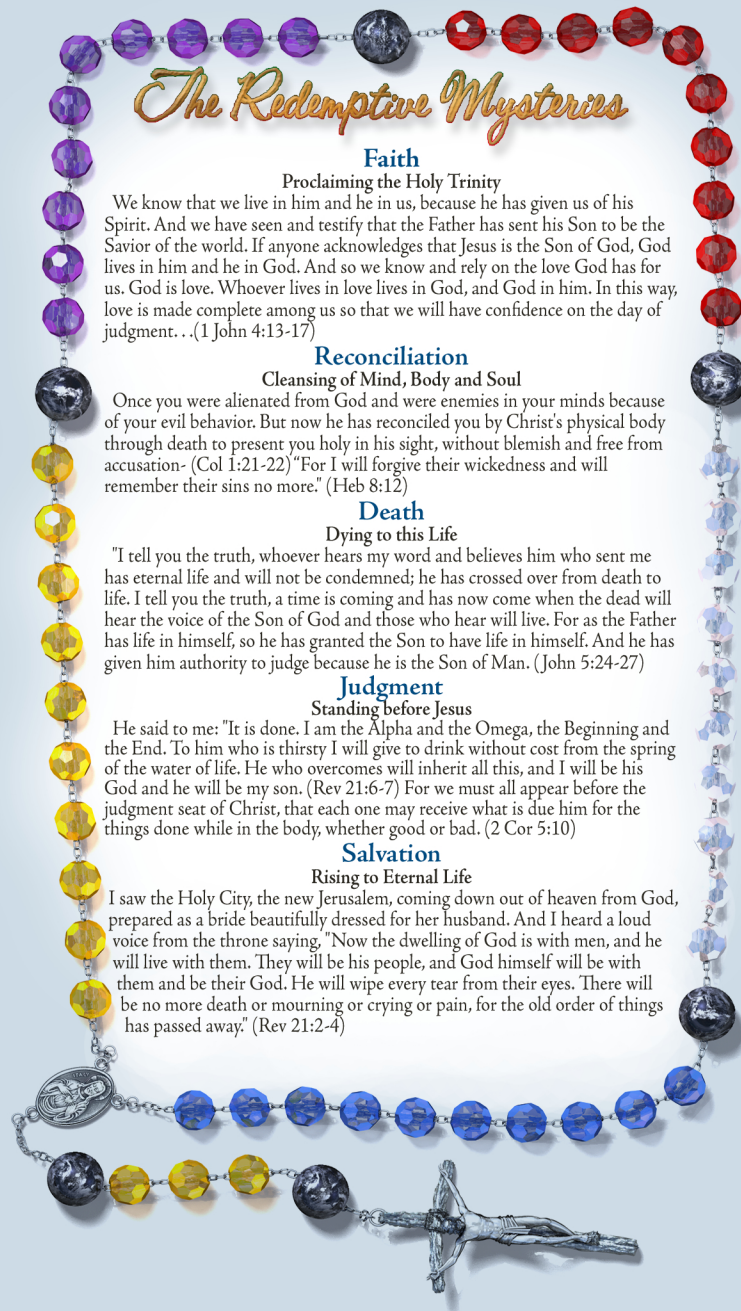 The Redemptive Mysteries
Faith
Proclaiming the Holy Trinity
We know that we live in him and he in us, because he has given us of his
Spirit. And we have seen and testify that the Father has sent his Son to be the
Savior of the world. If anyone acknowledges that Jesus is the Son of God, God
lives in him and he in God. And so we know and rely on the love God has for
us. God is love. Whoever lives in love lives in God, and God in him. In this way,
love is made complete among us so that we will have confidence on the day of
judgment. . .(1 John 4:13-17)
Reconciliation
Cleansing of Mind, Body and Soul
Once you were alienated from God and were enemies in your minds because
of your evil behavior. But now he has reconciled you by Christ's physical body
through death to present you holy in his sight, without blemish and free from
accusation- (Col 1:21-22) “For I will forgive their wickedness and will
remember their sins no more." (Heb 8:12)
Death
Dying to this Life
"I tell you the truth, whoever hears my word and believes him who sent me
has eternal life and will not be condemned; he has crossed over from death to
life. I tell you the truth, a time is coming and has now come when the dead will
hear the voice of the Son of God and those who hear will live. For as the Father
has life in himself, so he has granted the Son to have life in himself. And he has
given him authority to judge because he is the Son of Man. (John 5:24-27)
Judgment
Standing before Jesus
He said to me: "It is done. I am the Alpha and the Omega, the Beginning and
the End. To him who is thirsty I will give to drink without cost from the spring
of the water of life. He who overcomes will inherit all this, and I will be his
God and he will be my son. (Rev 21:6-7) For we must all appear before the
judgment seat of Christ, that each one may receive what is due him for the
things done while in the body, whether good or bad. (2 Cor 5:10)
Salvation
Rising to Eternal Life
I saw the Holy City, the new Jerusalem, coming down out of heaven from God,
prepared as a bride beautifully dressed for her husband. And I heard a loud
voice from the throne saying, "Now the dwelling of God is with men, and he
will live with them. They will be his people, and God himself will be with
them and be their God. He will wipe every tear from their eyes. There will
be no more death or mourning or crying or pain, for the old order of things
has passed away." (Rev 21:2-4)
ITALY